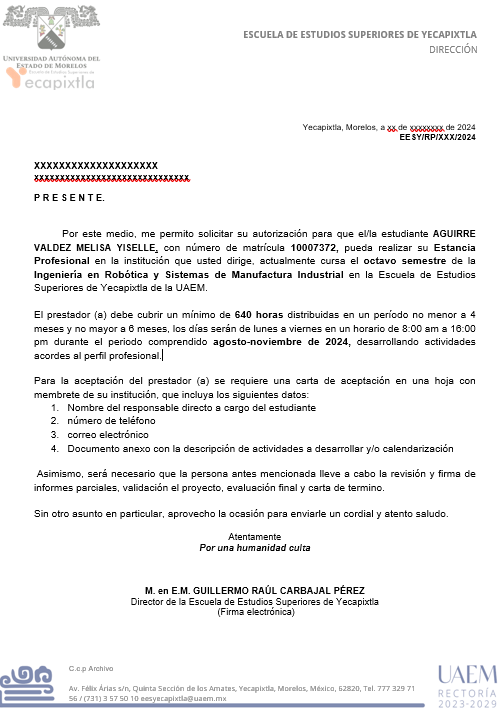 ESCUELA DE ESTUDIOS SUPERIORES DE YECAPIXTLA
DIRECCIÓN
UNIVERSIDAD AUTÓNOMA DEL
ESTADO DE MORELOS
Escuela de Estudios Superiores de
Yecapixtla
Yecapixtla, Morelos, a xx de xxxxxxxx de 2024
EESY/RP/XXX/2024
XXXXXXXXXXXXXXXXXXXX
xxxxxxxxxxxxxxxxxxxxxxxxxxxxx
P R E S E N T E.
Por este medio, me permito solicitar su autorización para que el/la estudiante AGUIRRE
VALDEZ MELISA YISELLE, con número de matrícula 10007372, pueda realizar su Estancia
Profesional en la institución que usted dirige, actualmente cursa el octavo semestre de la
Ingeniería en Robótica y Sistemas de Manufactura Industrial en la Escuela de Estudios
Superiores de Yecapixtla de la UAEM.
El prestador (a) debe cubrir un mínimo de 640 horas distribuidas en un período no menor a 4
meses y no mayor a 6 meses, los días serán de lunes a viernes en un horario de 8:00 am a 16:00
pm durante el periodo comprendido agosto-noviembre de 2024, desarrollando actividades
acordes al perfil profesional.
Para la aceptación del prestador (a) se requiere una carta de aceptación en una hoja con
membrete de su institución, que incluya los siguientes datos:
1. Nombre del responsable directo a cargo del estudiante
2. número de teléfono
3. correo electrónico
4. Documento anexo con la descripción de actividades a desarrollar y/o calendarización
Asimismo, será necesario que la persona antes mencionada lleve a cabo la revisión y firma de
informes parciales, validación el proyecto, evaluación final y carta de termino.
Sin otro asunto en particular, aprovecho la ocasión para enviarle un cordial y atento saludo.
Atentamente
Por una humanidad culta
M. en E.M. GUILLERMO RAÚL CARBAJAL PÉREZ
Director de la Escuela de Estudios Superiores de Yecapixtla
(Firma electrónica)
C.c.p Archivo
Av. Félix Árias s/n, Quinta Sección de los Amates, Yecapixtla, Morelos, México, 62820, Tel. 777 329 71
56 / (731) 3 57 50 10 eesyecapixtla@uaem.mx
UAEM
RECTORÍA
2023-2029